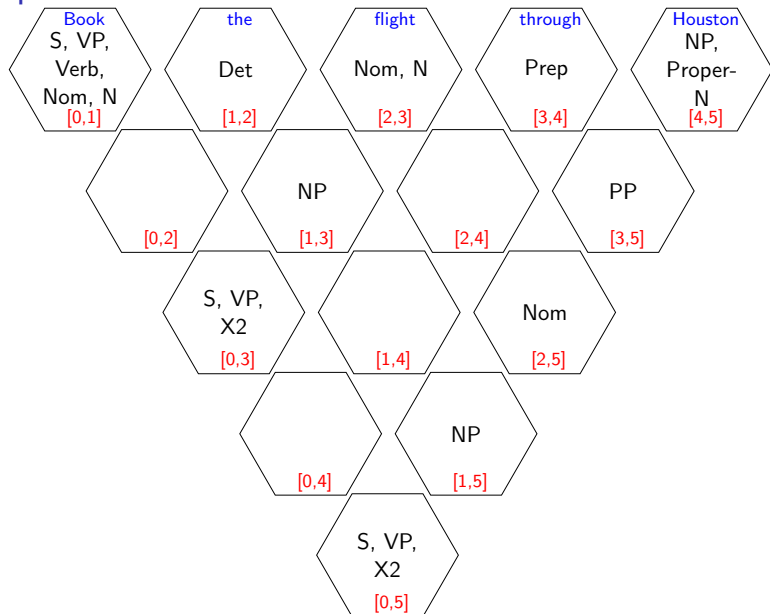 Book the flight through Houston
S, VP, Verb, Nom, N
[0,1]
Det
[1,2]
Nom, N
[2,3]
Prep
[3,4]
NP, Proper-N
[4,5]
[0,2]
NP
[1,3]
[2,4]
PP
[3,5]
S, VP, X2
[0,3]
[1,4]
Nom
[2,5]
[0,4]
NP
[1,5]
S, VP, X2
[0,5]